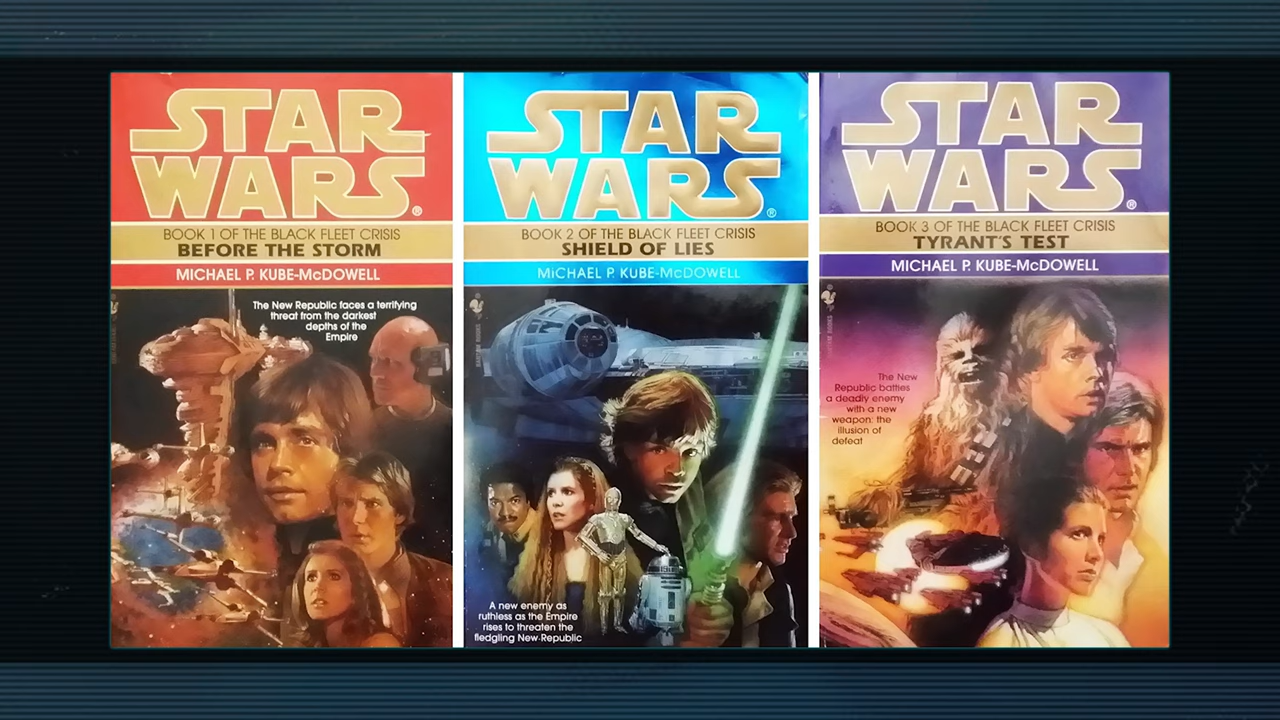 STAR
WARS®
BOOK 1 OF THE BLACK FLEET CRISIS
BEFORE THE STORM
MICHAEL P. KUBE-McDOWELL
The New Republic faces a terrifying
threat from the darkest
depths of the
Empire
STAR
WARS®
BOOK 2 OF THE BLACK FLEET CRISIS
SHIELD OF LIES
MICHAEL P. KUBE-McDOWELL
A new enemy as
ruthless as the Empire
rises to threaten the
fledgling New Republic
STAR
WARS®
BOOK 3 OF THE BLACK FLEET CRISIS
TYRANT'S TEST
MICHAEL P. KUBE-McDOWELL
The New
Republic battles
a deadly enemy
with a new
weapon: the
illusion of
defeat